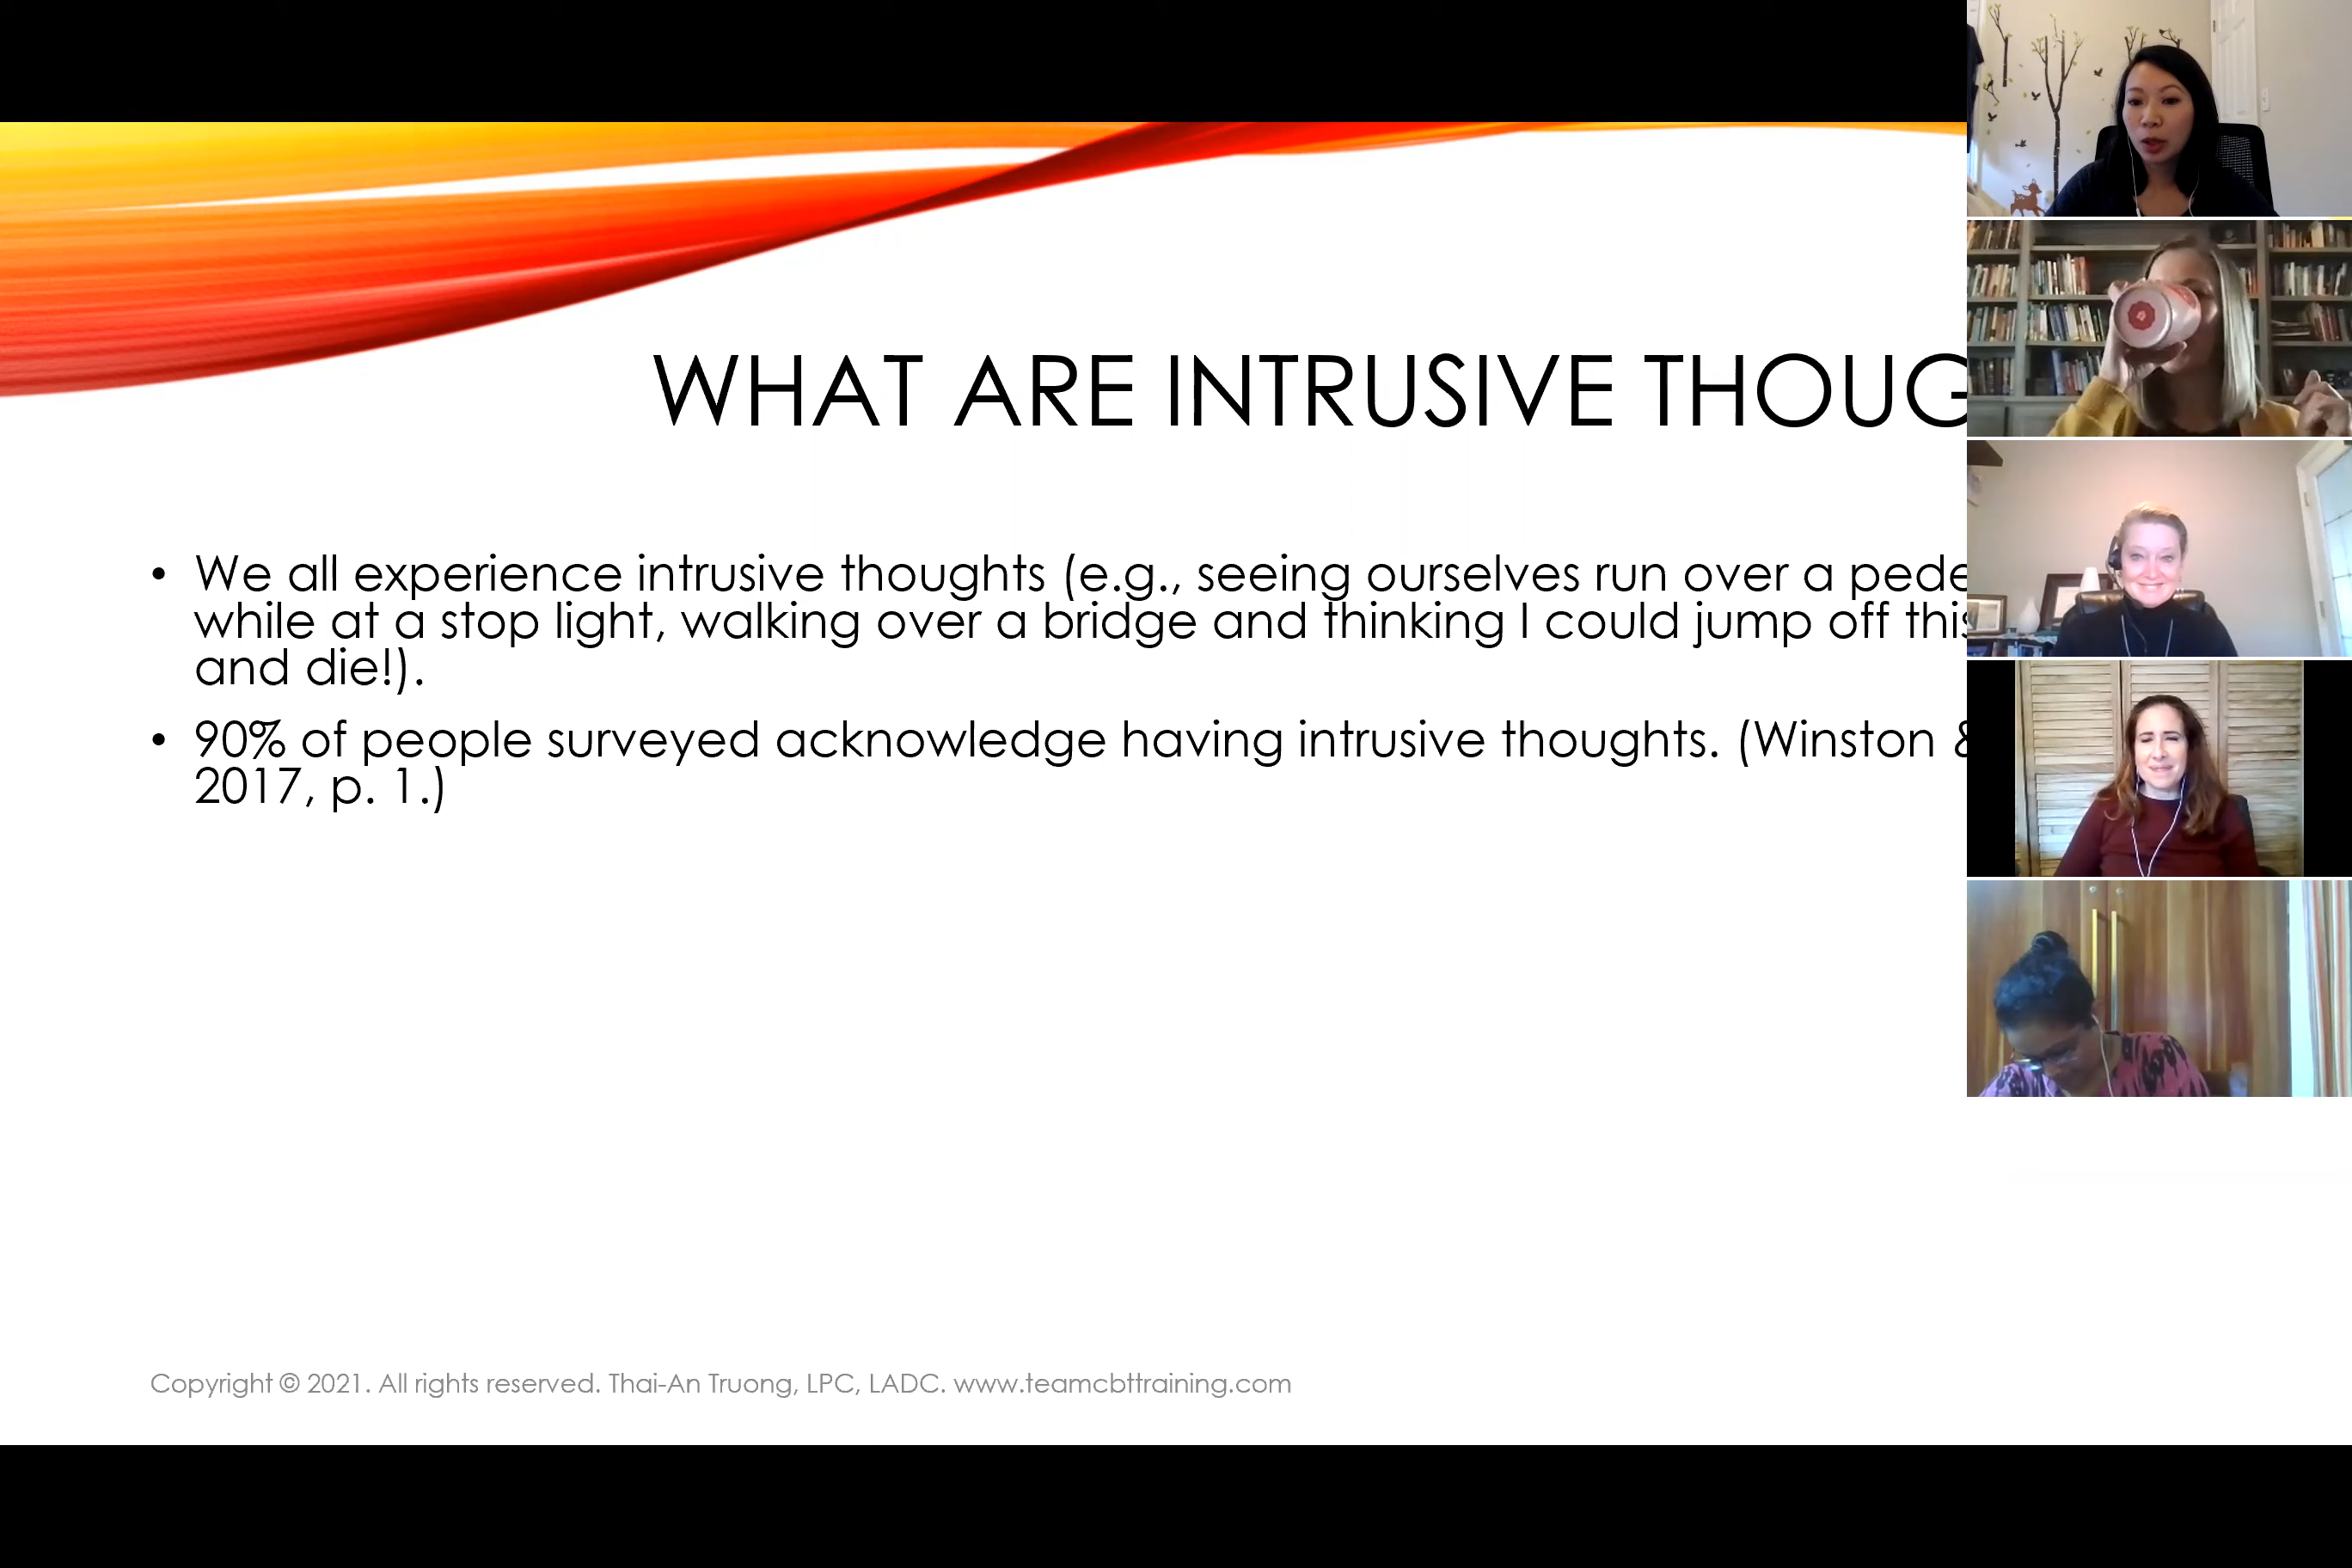 WHAT ARE INTRUSIVE THOUG
• We all experience intrusive thoughts (e.g., seeing ourselves run over a pede
while at a stop light, walking over a bridge and thinking I could jump off this
and die!).
• 90% of people surveyed acknowledge having intrusive thoughts. (Winston &
2017, p. 1.)
Copyright © 2021. All rights reserved. Thai-An Truong, LPC, LADC. www.teamcbttraining.com